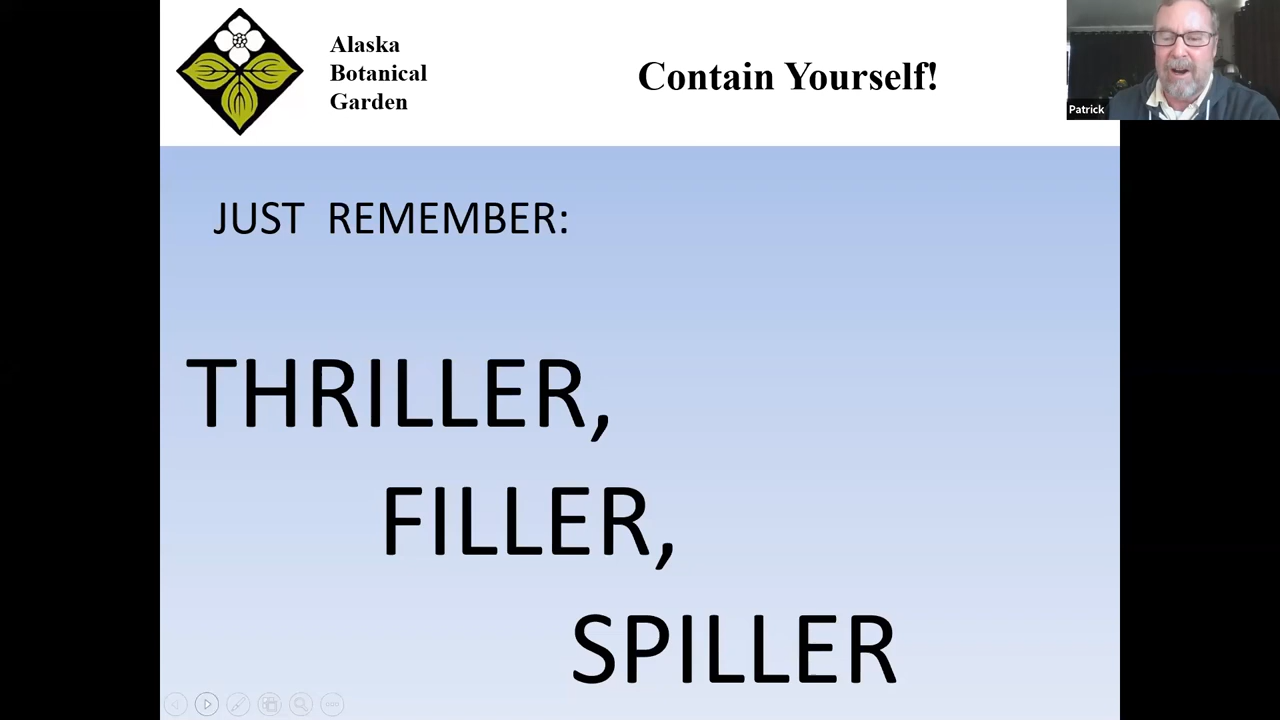 Alaska
Botanical
Garden
Contain Yourself!
Patrick
JUST REMEMBER:
THRILLER,
FILLER,
SPILLER